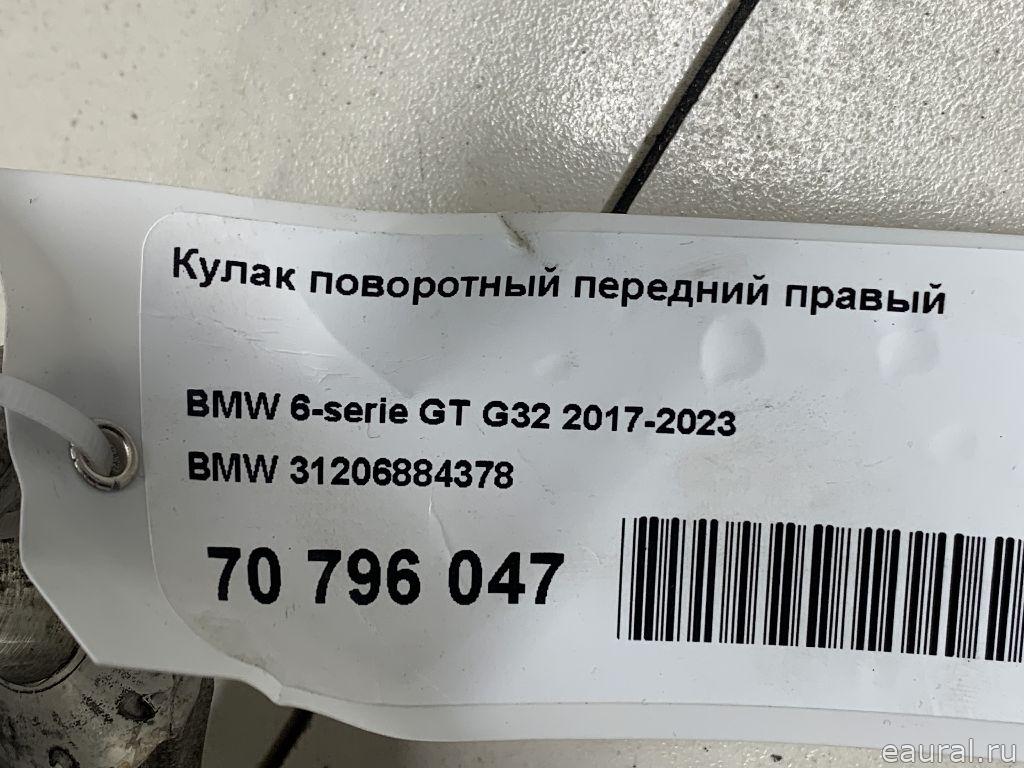 Кулак поворотный передний правый
BMW 6-serie GT G32 2017-2023
BMW 31206884378
70 796 047
eaural.ru